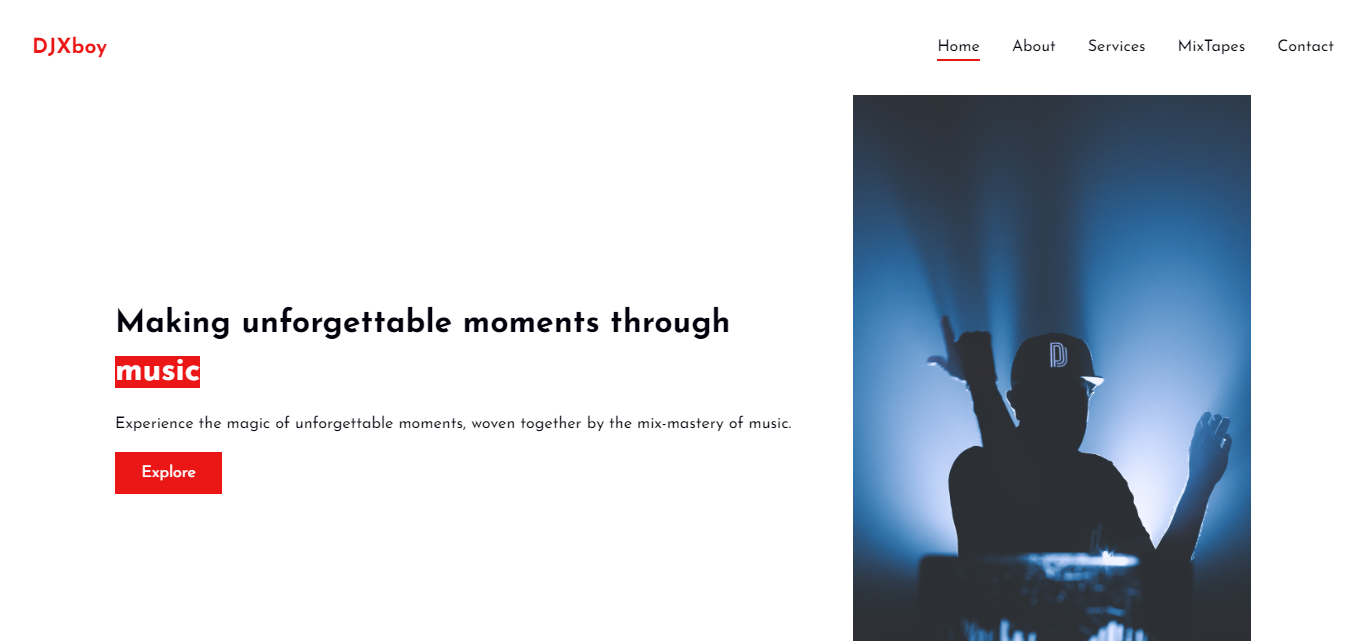 DJXboy
Home About Services MixTapes Contact
Making unforgettable moments through
music
Experience the magic of unforgettable moments, woven together by the mix-mastery of music.
Explore